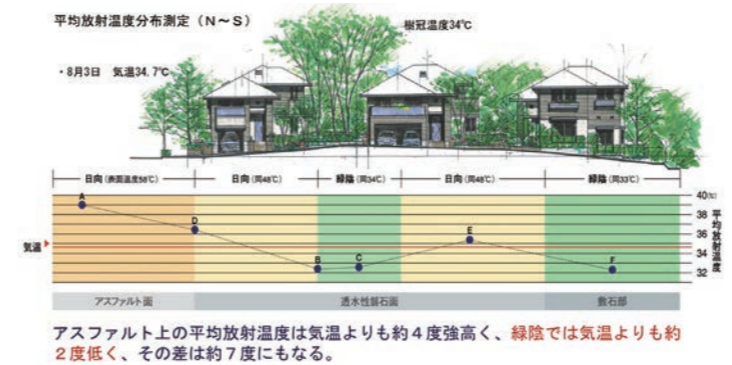 平均放射温度分布測定（N～S）
樹冠温度34℃
・8月3日　気温34.7℃
日向（表面温度58℃）
日向（同48℃）
緑陰（同34℃）
日向（同48℃）
緑陰（同33℃）
40（℃）
38
36
34
32
平均放射温度
気温
A
D
B
C
E
F
アスファルト面
透水性舗石面
敷石部
アスファルト上の平均放射温度は気温よりも約４度強高く、緑陰では気温よりも約
２度低く、その差は約７度にもなる。